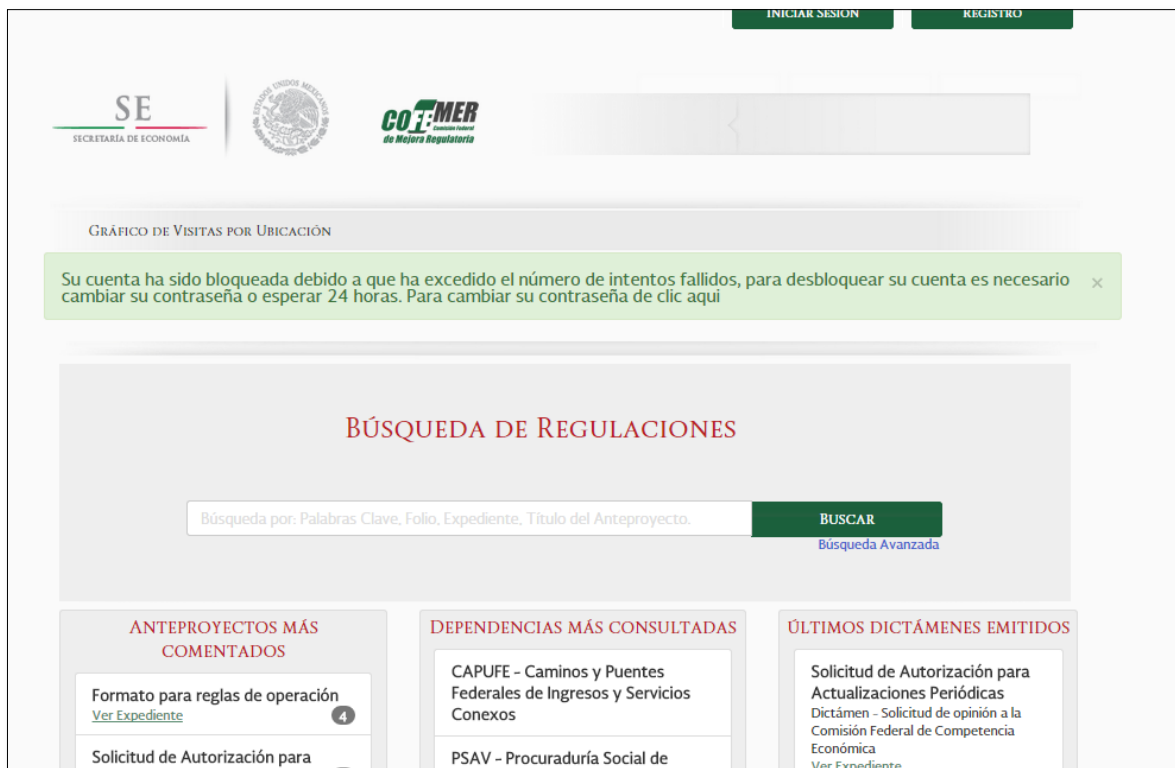 INICIAR SESIÓN
REGISTRO
SE
SECRETARÍA DE ECONOMÍA
ESTADOS UNIDOS MEXICANOS
COFEMER
Comisión Federal
de Mejora Regulatoria
GRÁFICO DE VISITAS POR UBICACIÓN
Su cuenta ha sido bloqueada debido a que ha excedido el número de intentos fallidos, para desbloquear su cuenta es necesario
cambiar su contraseña o esperar 24 horas. Para cambiar su contraseña de clic aqui
×
BÚSQUEDA DE REGULACIONES
Búsqueda por: Palabras Clave, Folio, Expediente, Título del Anteproyecto.
BUSCAR
Búsqueda Avanzada
ANTEPROYECTOS MÁS
COMENTADOS
Formato para reglas de operación
Ver Expediente
4
Solicitud de Autorización para
DEPENDENCIAS MÁS CONSULTADAS
CAPUFE - Caminos y Puentes
Federales de Ingresos y Servicios
Conexos
PSAV - Procuraduría Social de
ÚLTIMOS DICTÁMENES EMITIDOS
Solicitud de Autorización para
Actualizaciones Periódicas
Dictámen - Solicitud de opinión a la
Comisión Federal de Competencia
Económica
Ver Expediente